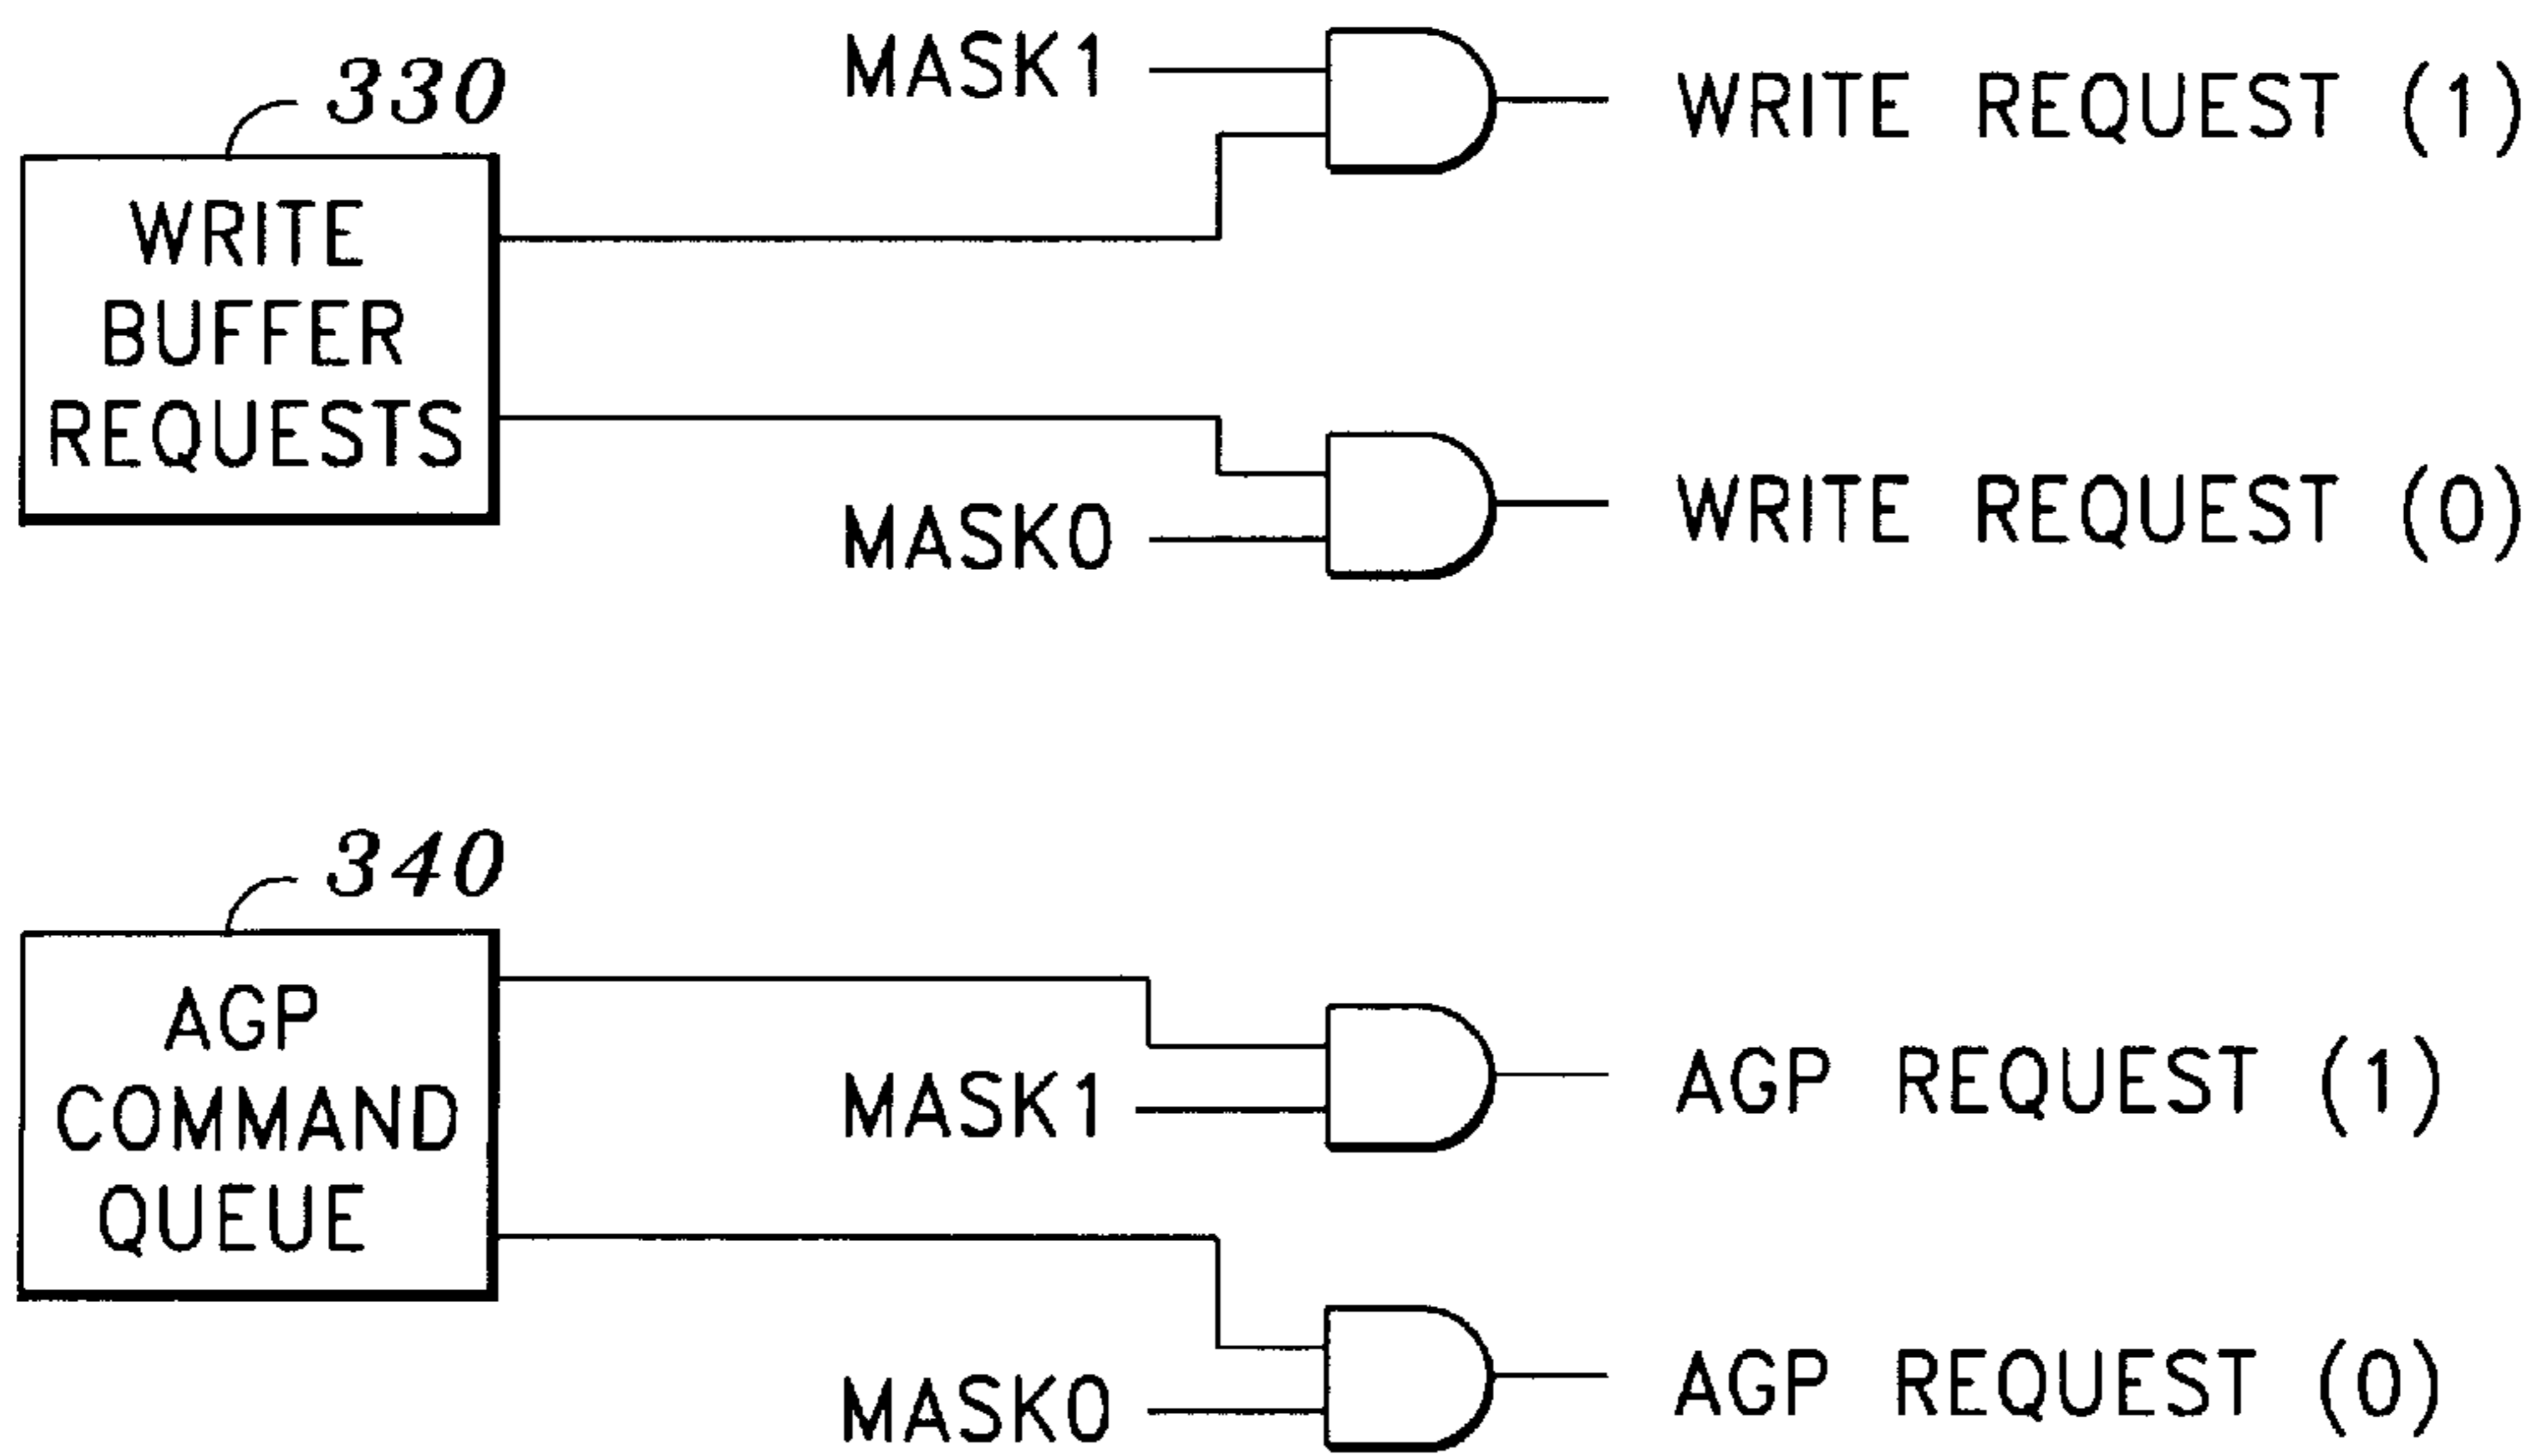 330
MASK1
WRITE REQUEST (1)
WRITE
BUFFER
REQUESTS
MASK0
WRITE REQUEST (0)
340
AGP
COMMAND
QUEUE
MASK1
AGP REQUEST (1)
MASK0
AGP REQUEST (0)